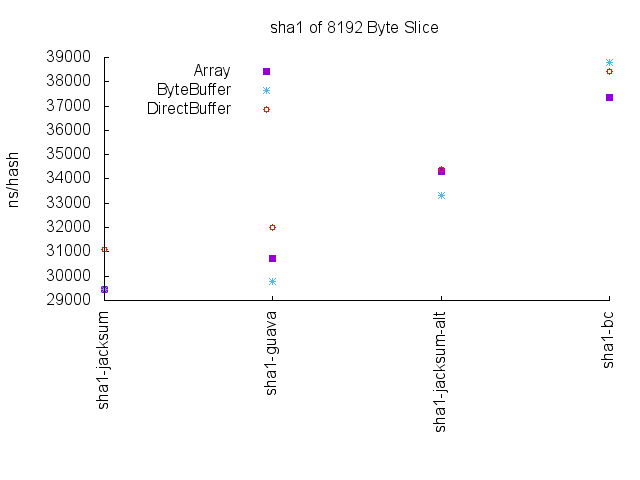 sha1 of 8192 Byte Slice
39000
38000
37000
36000
35000
34000
33000
32000
31000
30000
29000
ns/hash
Array
ByteBuffer
DirectBuffer
sha1-jacksum
sha1-guava
sha1-jacksum-alt
sha1-bc